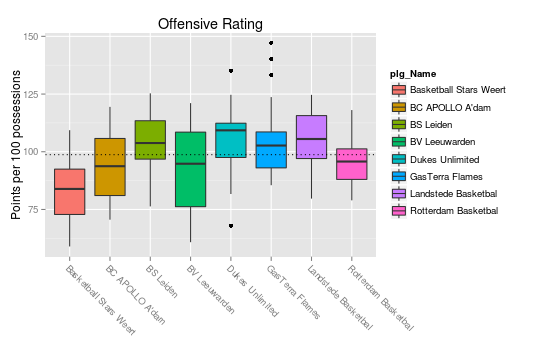 Offensive Rating
Points per 100 possessions
150
125
100
75
Basketball Stars Weert
BC APOLLO A'dam
BS Leiden
BV Leeuwarden
Dukes Unlimited
GasTerra Flames
Landstede Basketbal
Rotterdam Basketbal
plg_Name
Basketball Stars Weert
BC APOLLO A'dam
BS Leiden
BV Leeuwarden
Dukes Unlimited
GasTerra Flames
Landstede Basketbal
Rotterdam Basketbal